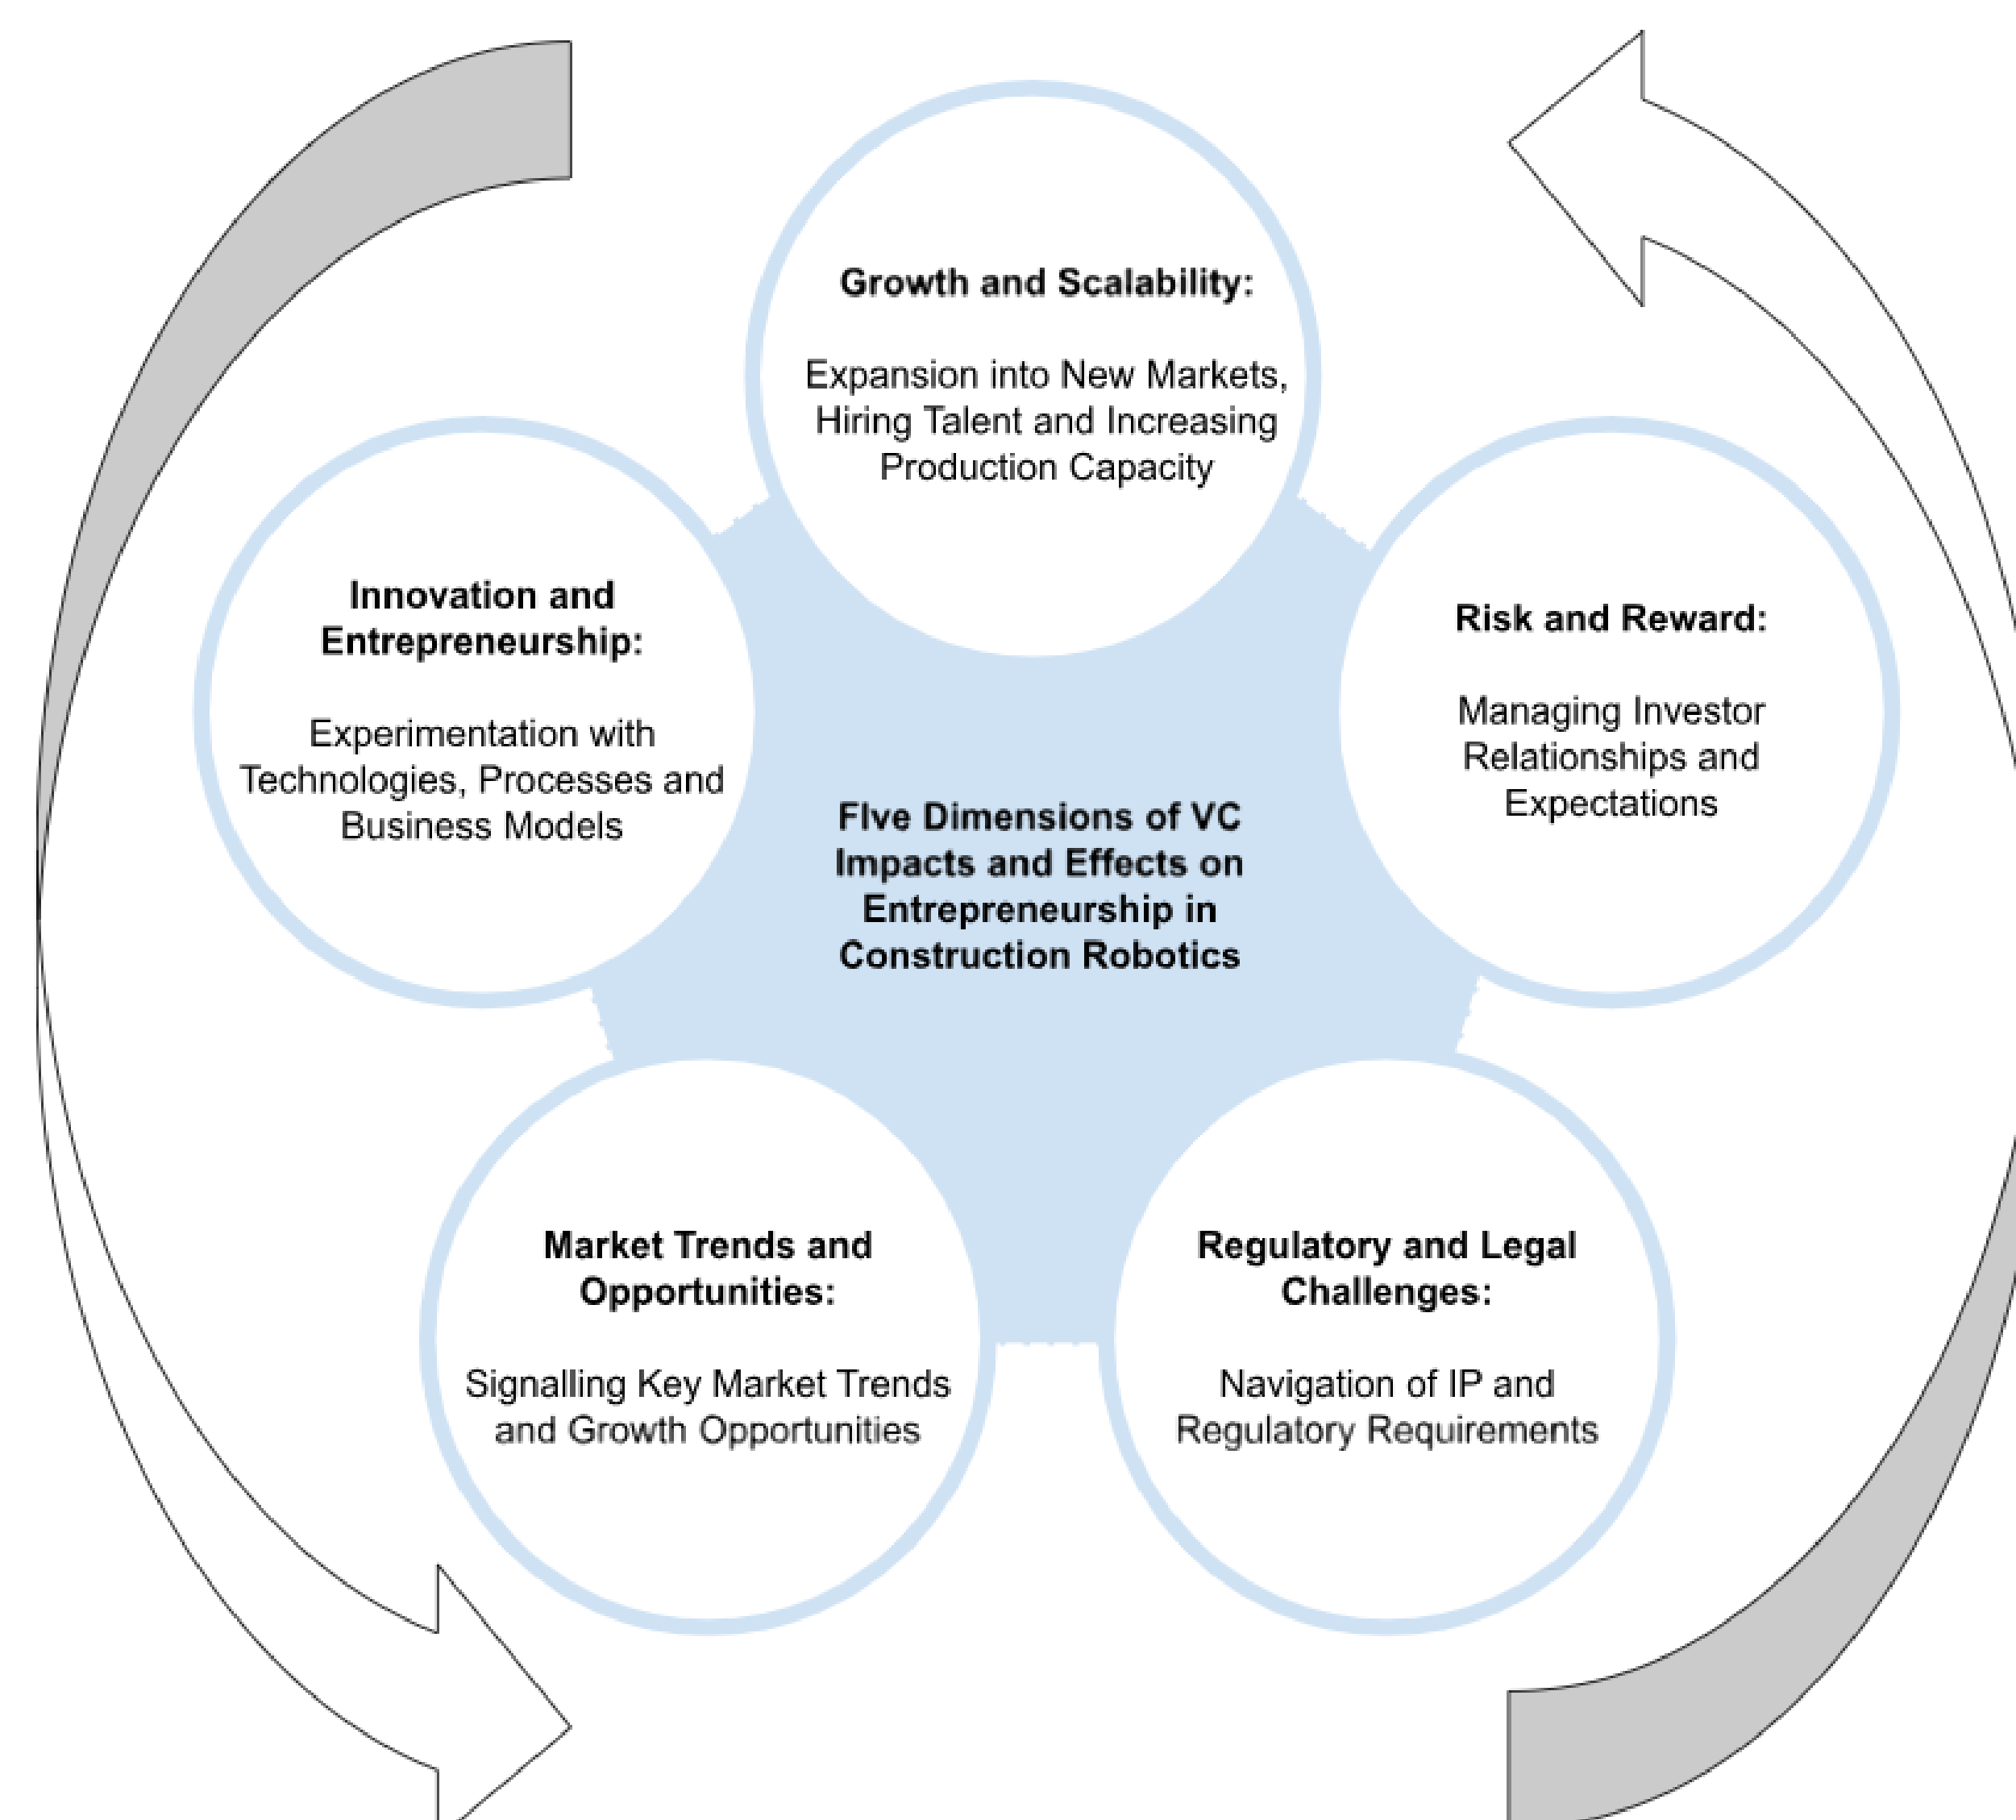 Growth and Scalability:
Expansion into New Markets,
Hiring Talent and Increasing
Production Capacity
Innovation and
Entrepreneurship:
Experimentation with
Technologies, Processes and
Business Models
Risk and Reward:
Managing Investor
Relationships and
Expectations
FIve Dimensions of VC
Impacts and Effects on
Entrepreneurship in
Construction Robotics
Market Trends and
Opportunities:
Signalling Key Market Trends
and Growth Opportunities
Regulatory and Legal
Challenges:
Navigation of IP and
Regulatory Requirements